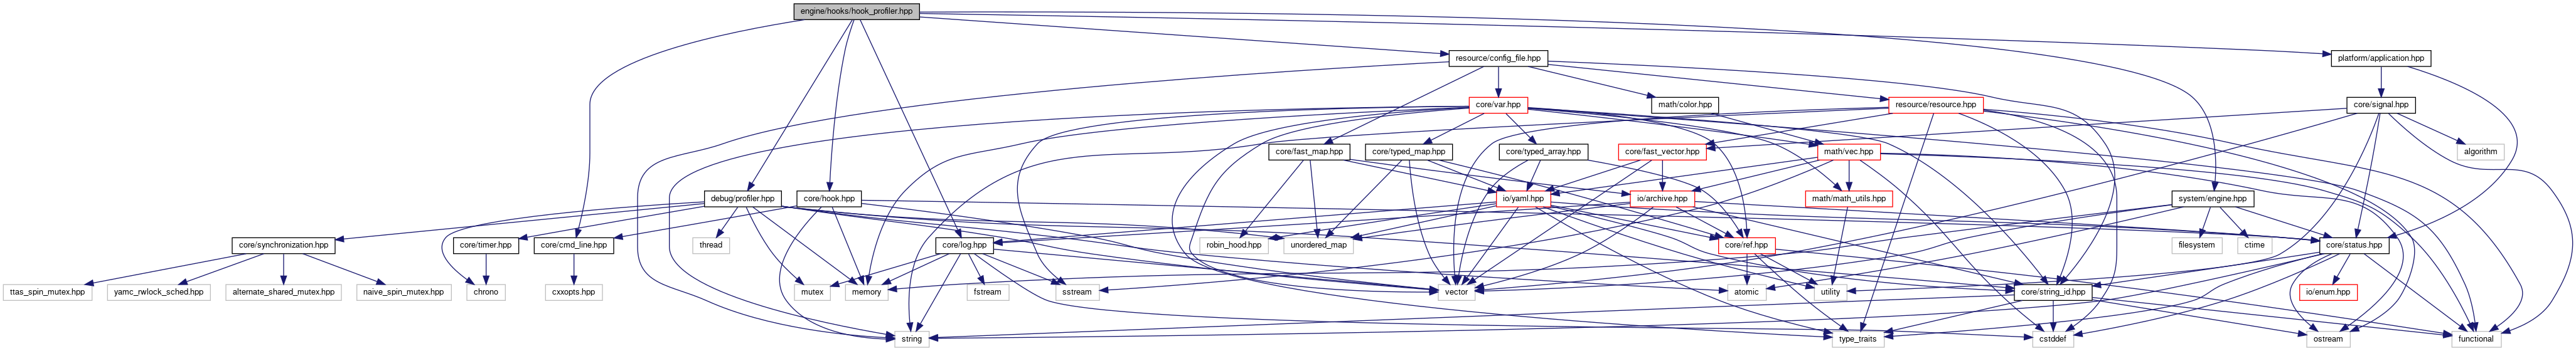 engine/hooks/hook_profiler.hpp
resource/config_file.hpp
platform/application.hpp
core/var.hpp
math/color.hpp
resource/resource.hpp
core/signal.hpp
core/fast_map.hpp
core/typed_map.hpp
core/typed_array.hpp
core/fast_vector.hpp
math/vec.hpp
algorithm
debug/profiler.hpp
core/hook.hpp
io/yaml.hpp
io/archive.hpp
math/math_utils.hpp
system/engine.hpp
core/synchronization.hpp
core/timer.hpp
core/cmd_line.hpp
thread
core/log.hpp
robin_hood.hpp
unordered_map
core/ref.hpp
filesystem
ctime
core/status.hpp
ttas_spin_mutex.hpp
yamc_rwlock_sched.hpp
alternate_shared_mutex.hpp
naive_spin_mutex.hpp
chrono
cxxopts.hpp
mutex
memory
fstream
sstream
vector
atomic
utility
core/string_id.hpp
io/enum.hpp
string
type_traits
cstddef
ostream
functional